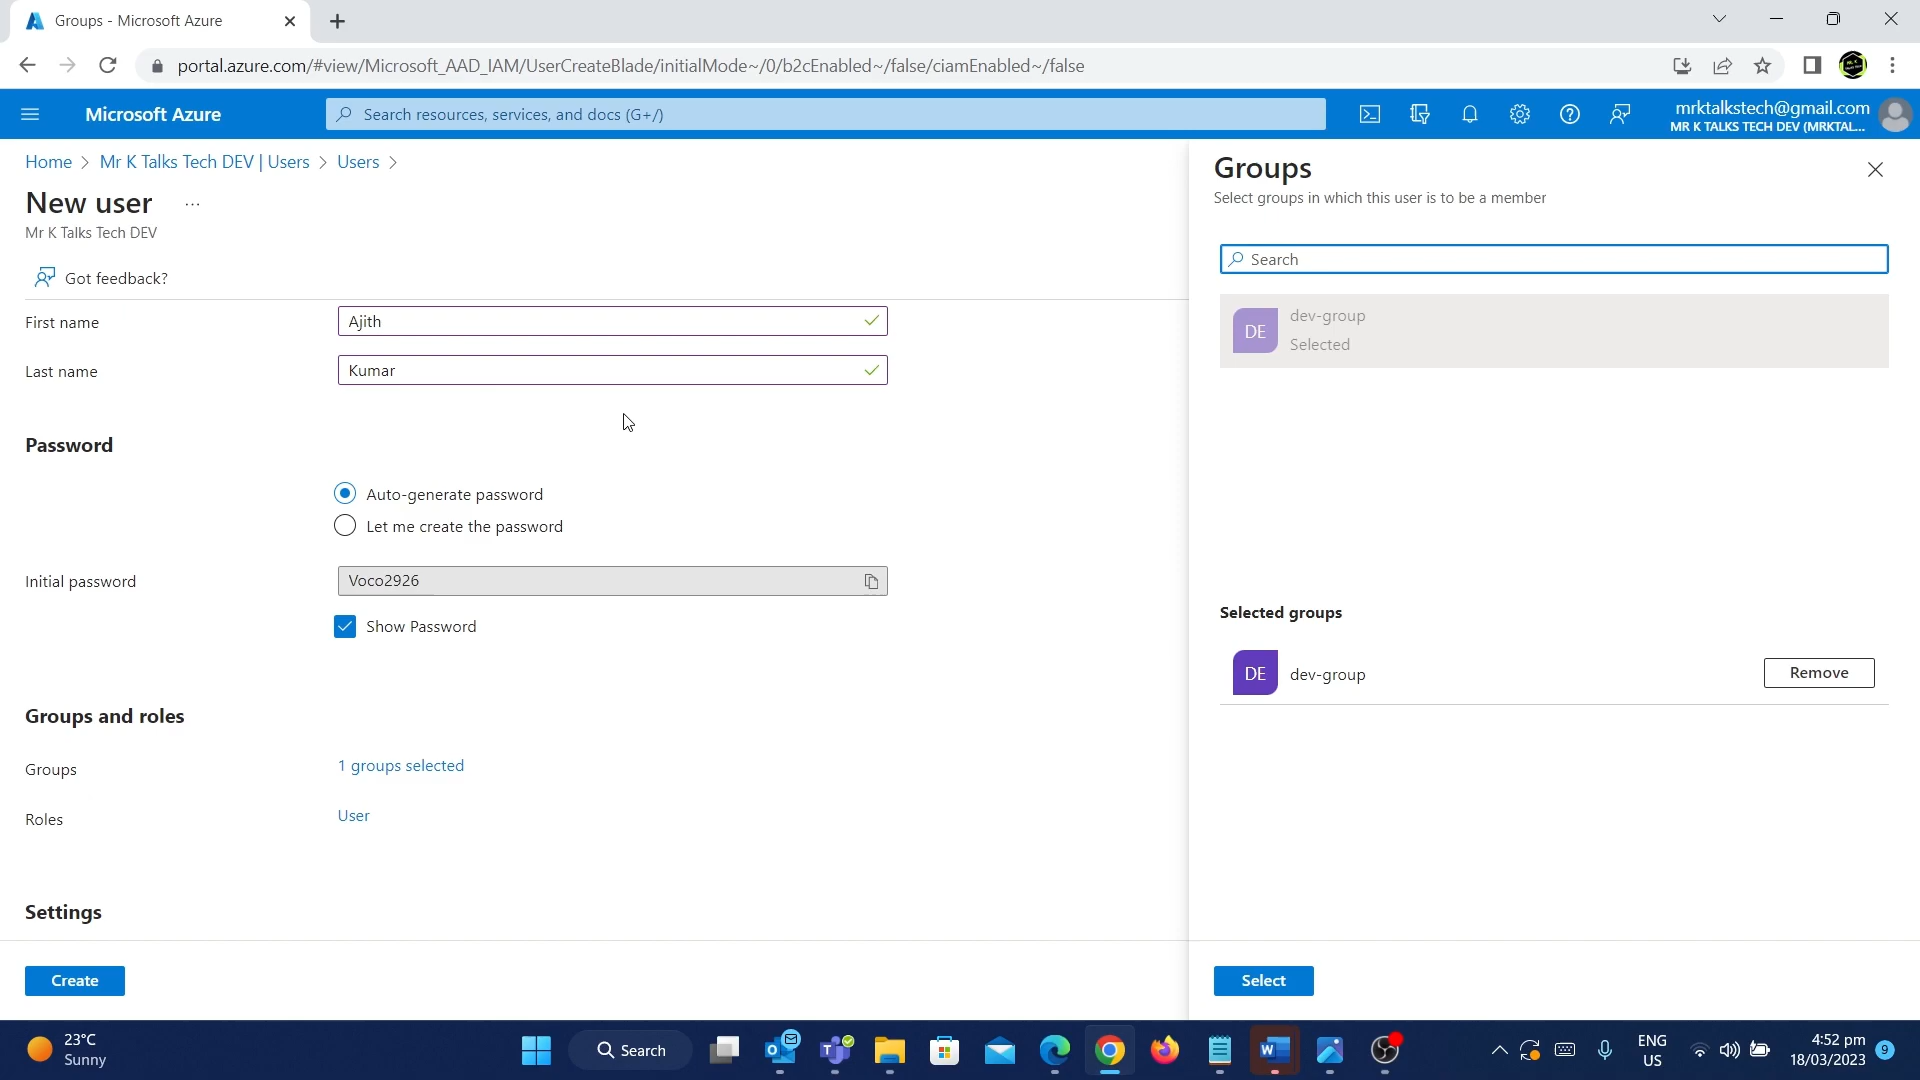 Groups - Microsoft Azure
portal.azure.com/#view/Microsoft_AAD_IAM/UserCreateBlade/initialMode~/0/b2cEnabled~/false/ciamEnabled~/false
Microsoft Azure
Search resources, services, and docs (G+/)
mrktalkstech@gmail.com
MR K TALKS TECH DEV (MRKTAL...
Home > Mr K Talks Tech DEV | Users > Users >
New user ...
Mr K Talks Tech DEV
Got feedback?
First name
Ajith
Last name
Kumar
Password
Auto-generate password
Let me create the password
Initial password
Voco2926
Show Password
Groups and roles
Groups
1 groups selected
Roles
User
Settings
Create
Groups
Select groups in which this user is to be a member
Search
DE
dev-group
Selected
Selected groups
DE
dev-group
Remove
Select
23°C
Sunny
Search
ENG
US
4:52 pm
18/03/2023
9